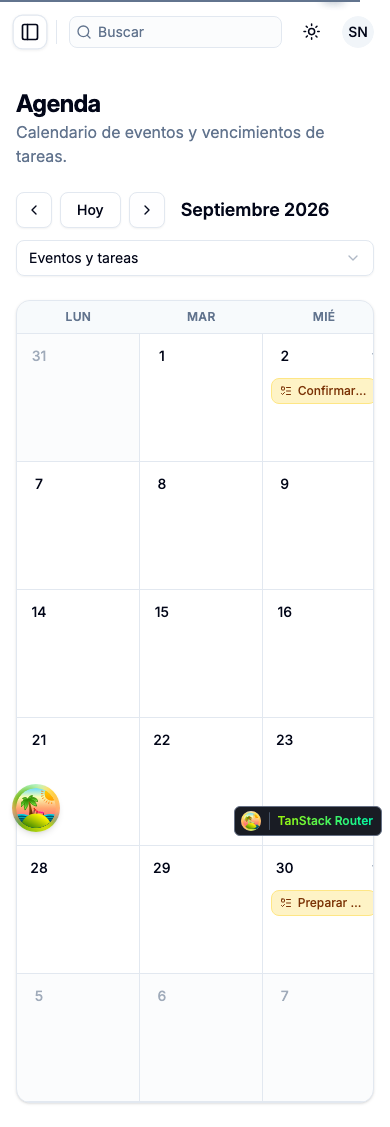 Buscar
SN
Agenda
Calendario de eventos y vencimientos de
tareas.
Hoy
Septiembre 2026
Eventos y tareas
LUN MAR MIÉ
31 1 2
Confirmar...
7 8 9
14 15 16
21 22 23
TanStack Router
28 29 30
Preparar ...
5 6 7